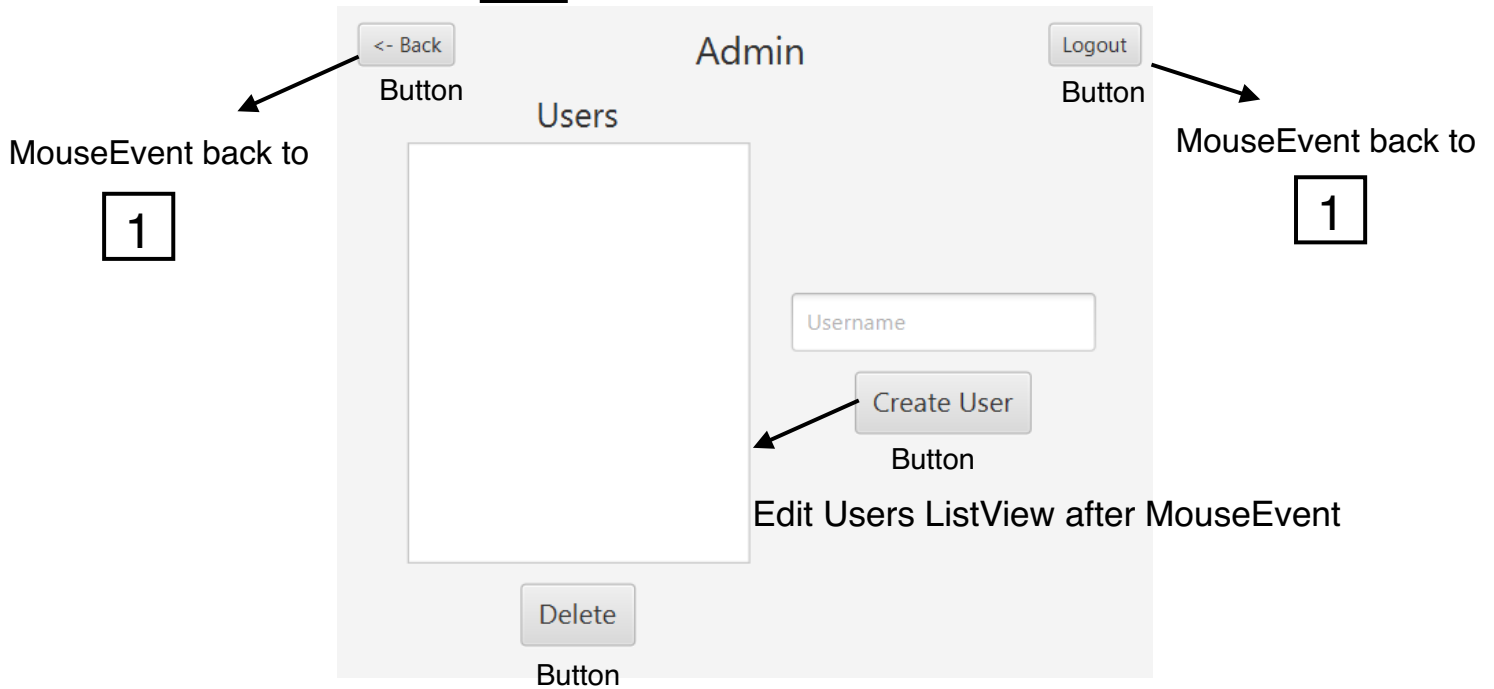 <- Back
Admin
Logout
Button
Button
Users
MouseEvent back to
MouseEvent back to
1
1
Username
Create User
Button
Edit Users ListView after MouseEvent
Delete
Button